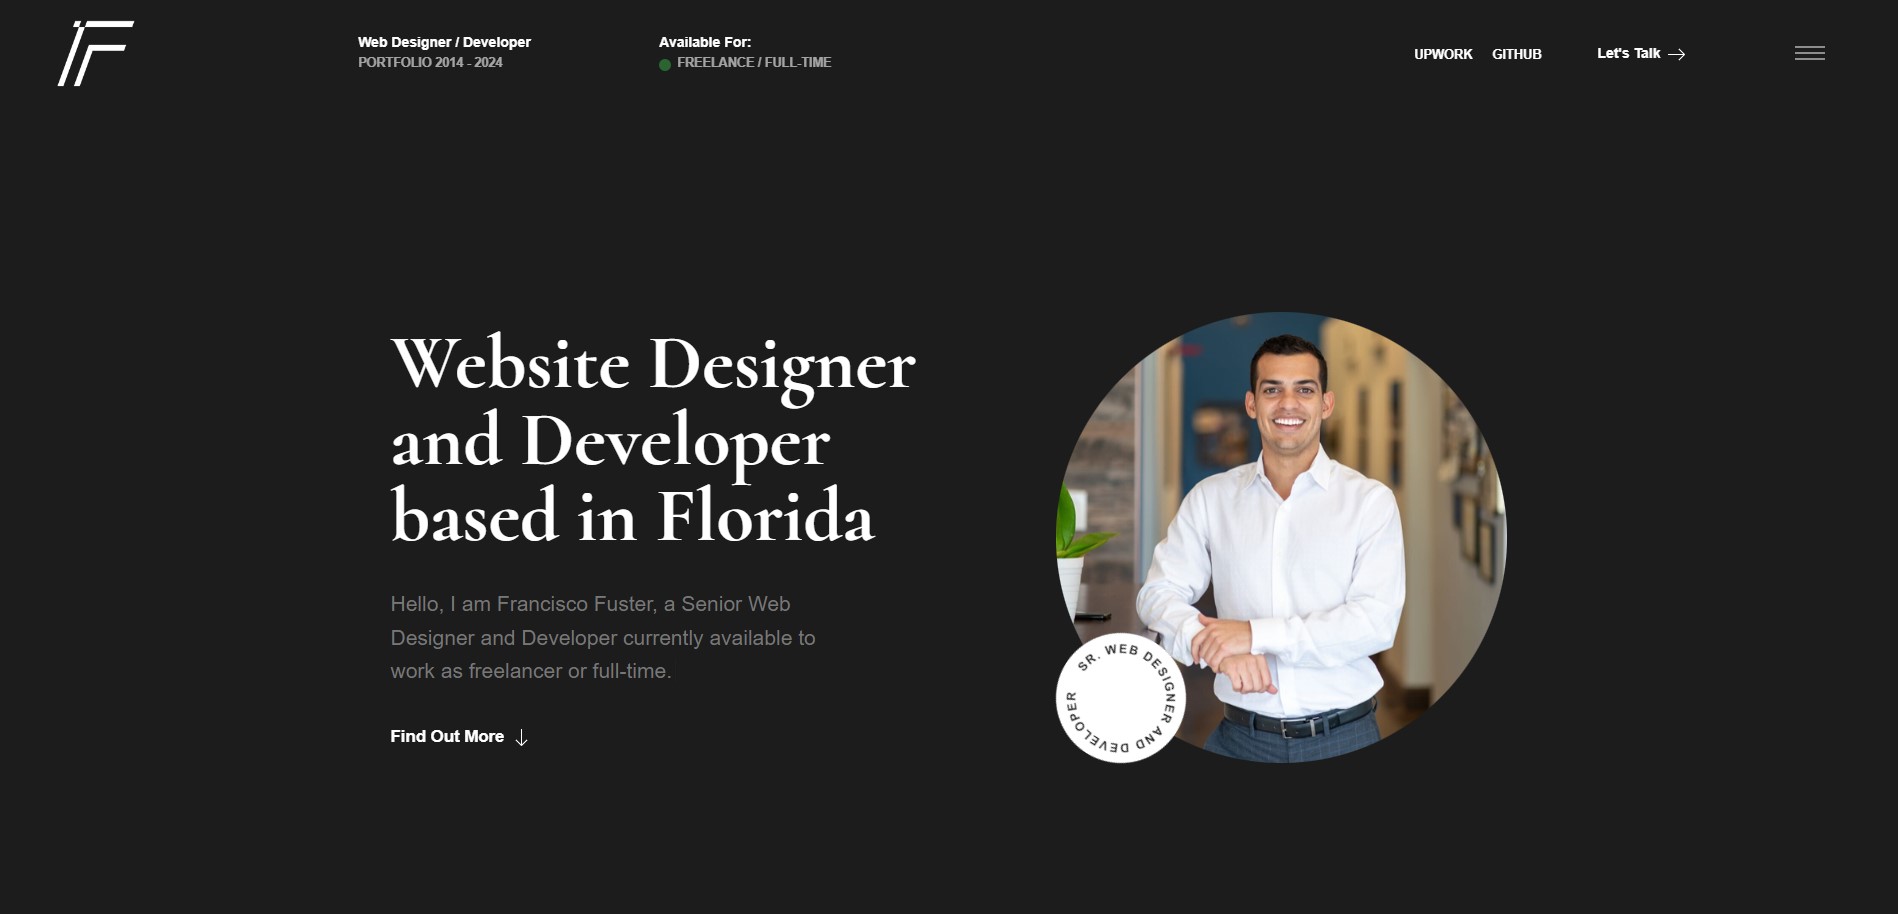 Web Designer / Developer
PORTFOLIO 2014 - 2024
Available For:
FREELANCE / FULL-TIME
UPWORK
GITHUB
Let's Talk
Website Designer
and Developer
based in Florida
Hello, I am Francisco Fuster, a Senior Web
Designer and Developer currently available to
work as freelancer or full-time.
Find Out More
SR. WEB DESIGNER AND DEVELOPER